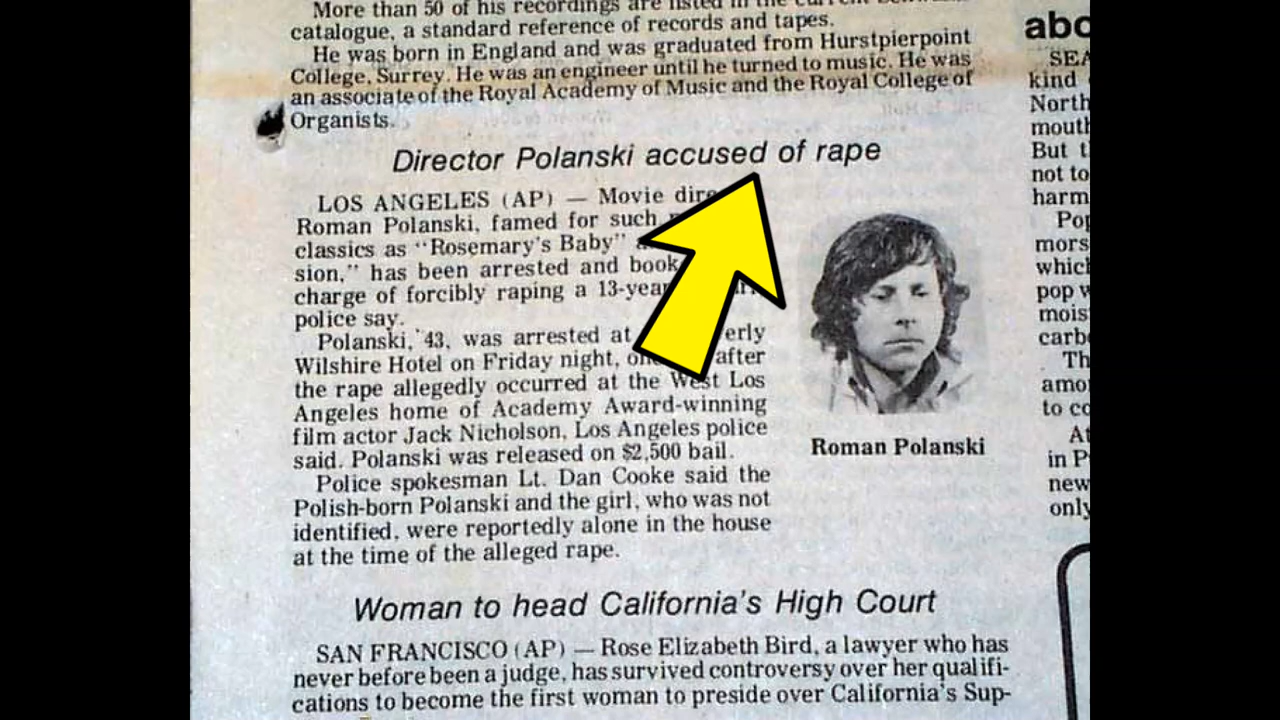 More than 50 of his recordings are listed in the current
catalogue, a standard reference of records and tapes.
He was born in England and was graduated from Hurstpierpoint
College, Surrey. He was an engineer until he turned to music. He was
an associate of the Royal Academy of Music and the Royal College of
Organists.
Director Polanski accused of rape
LOS ANGELES (AP) — Movie
Roman Polanski, famed for such
classics as "Rosemary's Baby"
sion," has been arrested and
charge of forcibly raping a
police say.
Polanski, 43, was arrested at
Wilshire Hotel on Friday night, after
the rape allegedly occurred at the West Los
Angeles home of Academy Award-winning
film actor Jack Nicholson, Los Angeles police
said. Polanski was released on $2,500 bail.
Police spokesman Lt. Dan Cooke said the
Polish-born Polanski and the girl, who was not
identified, were reportedly alone in the house
at the time of the alleged rape.
Roman Polanski
Woman to head California's High Court
SAN FRANCISCO (AP) — Rose Elizabeth Bird, a lawyer who has
never before been a judge, has survived controversy over her qualifi-
cations to become the first woman to preside over California's Sup-
abo
SEA
kind
North
mouth
But t
not to
harm
Pop
mors
which
pop w
mois
carbo
Th
amo
to co
At
in P
new
only